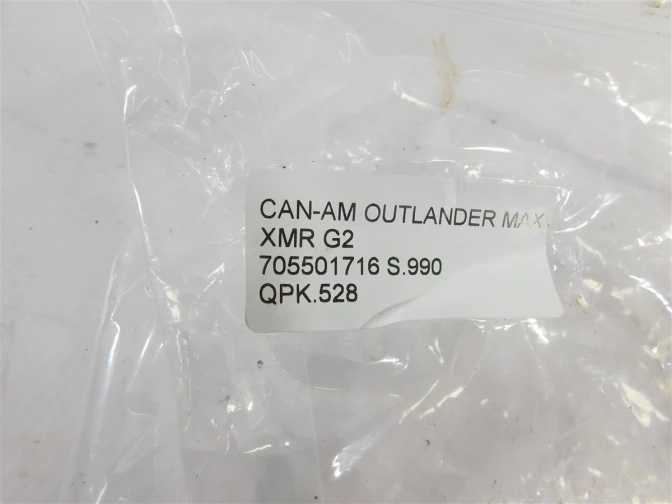 CAN-AM OUTLANDER MAX
XMR G2
705501716 S.990
QPK.528